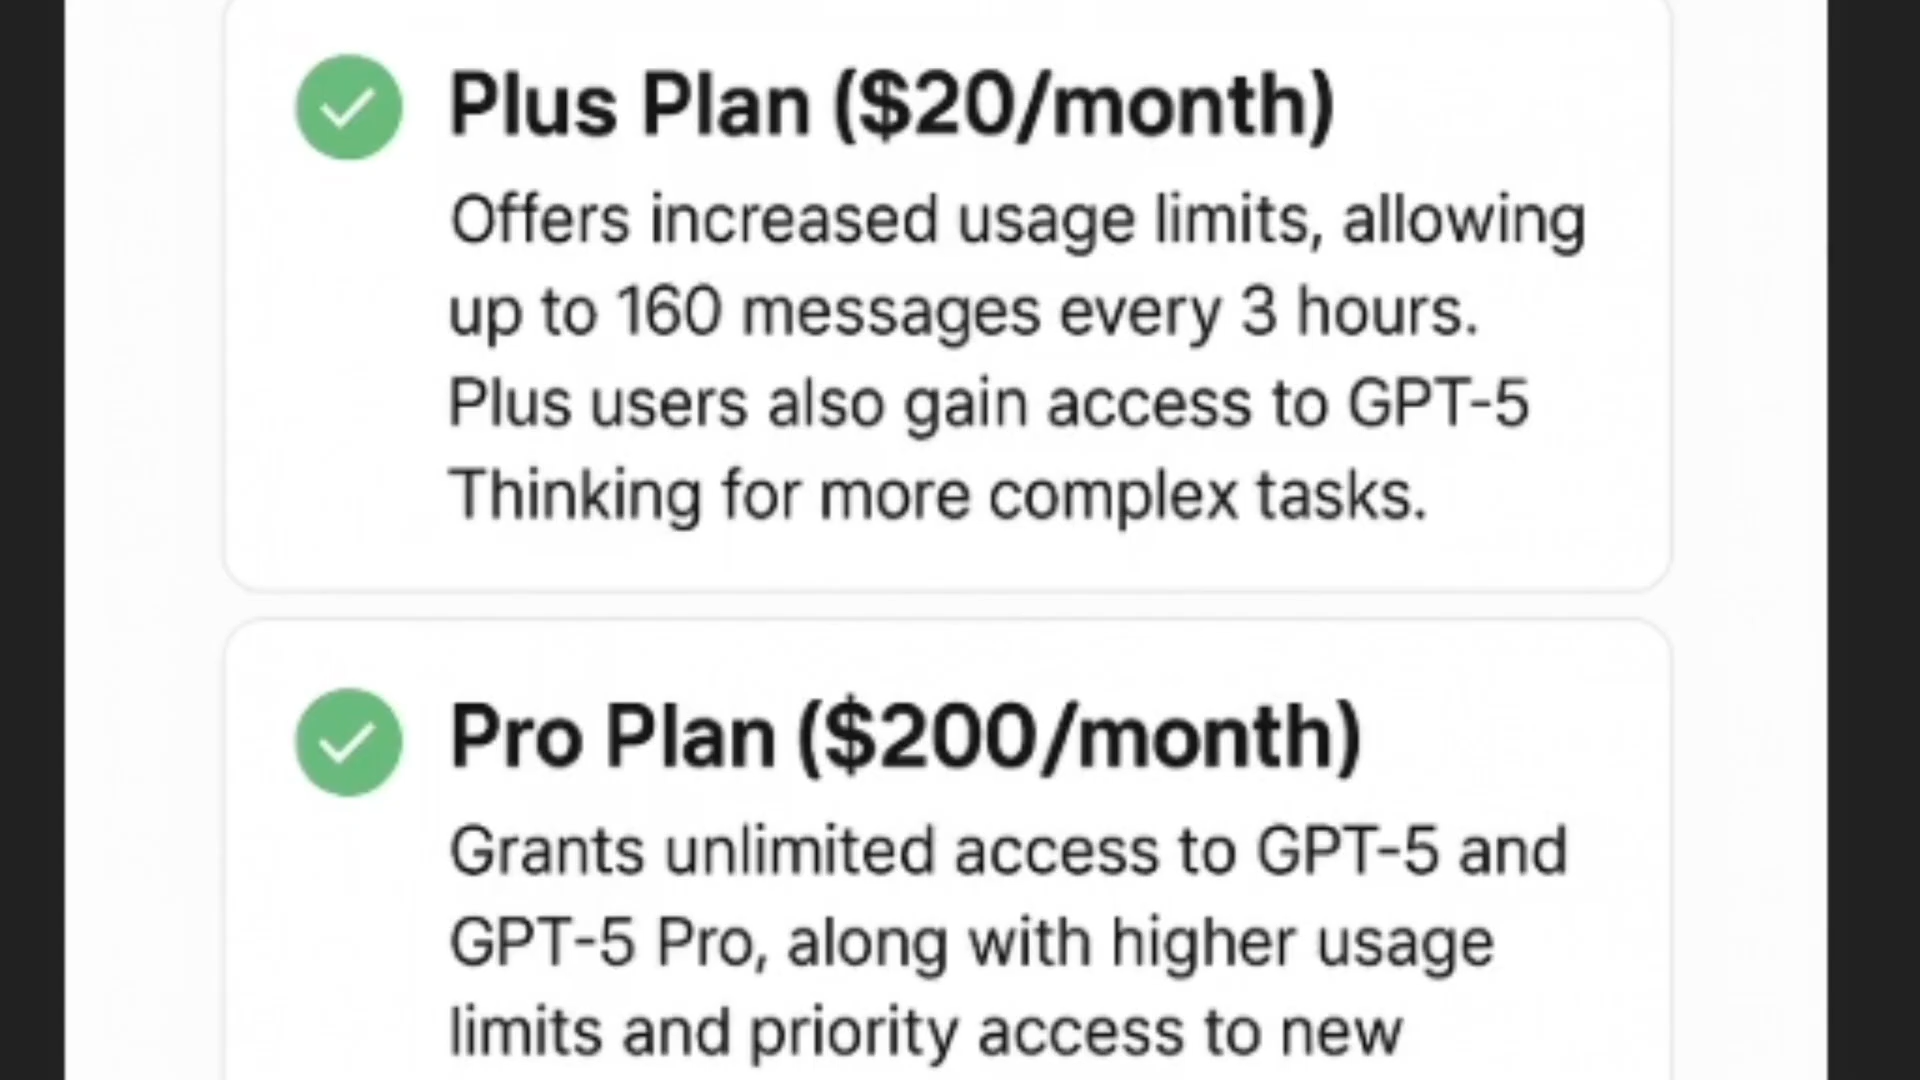 Plus Plan ($20/month)
Offers increased usage limits, allowing
up to 160 messages every 3 hours.
Plus users also gain access to GPT-5
Thinking for more complex tasks.
Pro Plan ($200/month)
Grants unlimited access to GPT-5 and
GPT-5 Pro, along with higher usage
limits and priority access to new